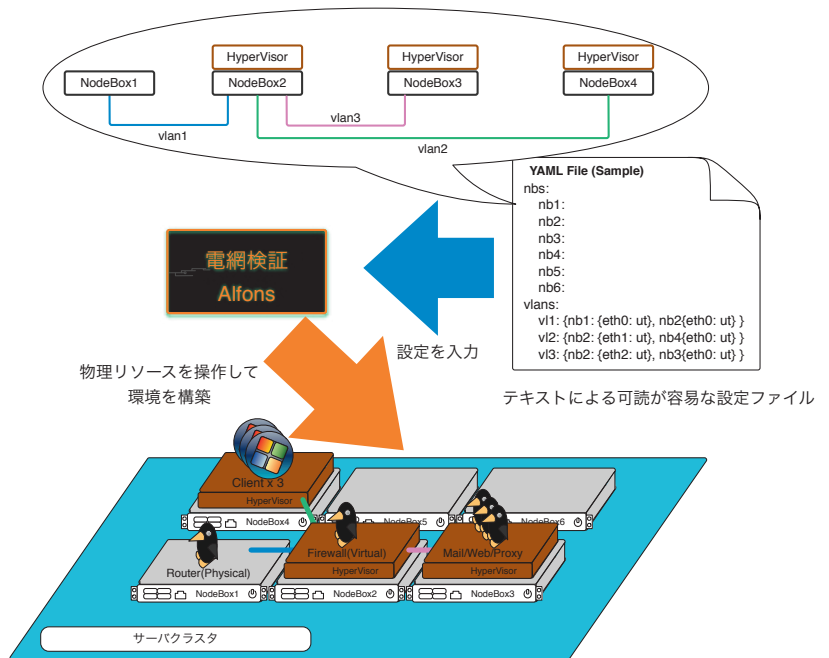 HyperVisor
HyperVisor
HyperVisor
NodeBox1
NodeBox2
NodeBox3
NodeBox4
vlan1
vlan3
vlan2
YAML File (Sample)
nbs:
nb1:
nb2:
nb3:
nb4:
nb5:
nb6:
vlans:
vl1: {nb1: {eth0: ut}, nb2{eth0: ut} }
vl2: {nb2: {eth1: ut}, nb4{eth0: ut} }
vl3: {nb2: {eth2: ut}, nb3{eth0: ut} }
電網検証
Alfons
設定を入力
物理リソースを操作して
環境を構築
テキストによる可読が容易な設定ファイル
Client x 3
HyperVisor
NodeBox4
NodeBox5
NodeBox6
Router(Physical)
Firewall(Virtual)
HyperVisor
Mail/Web/Proxy
HyperVisor
NodeBox1
NodeBox2
NodeBox3
サーバクラスタ